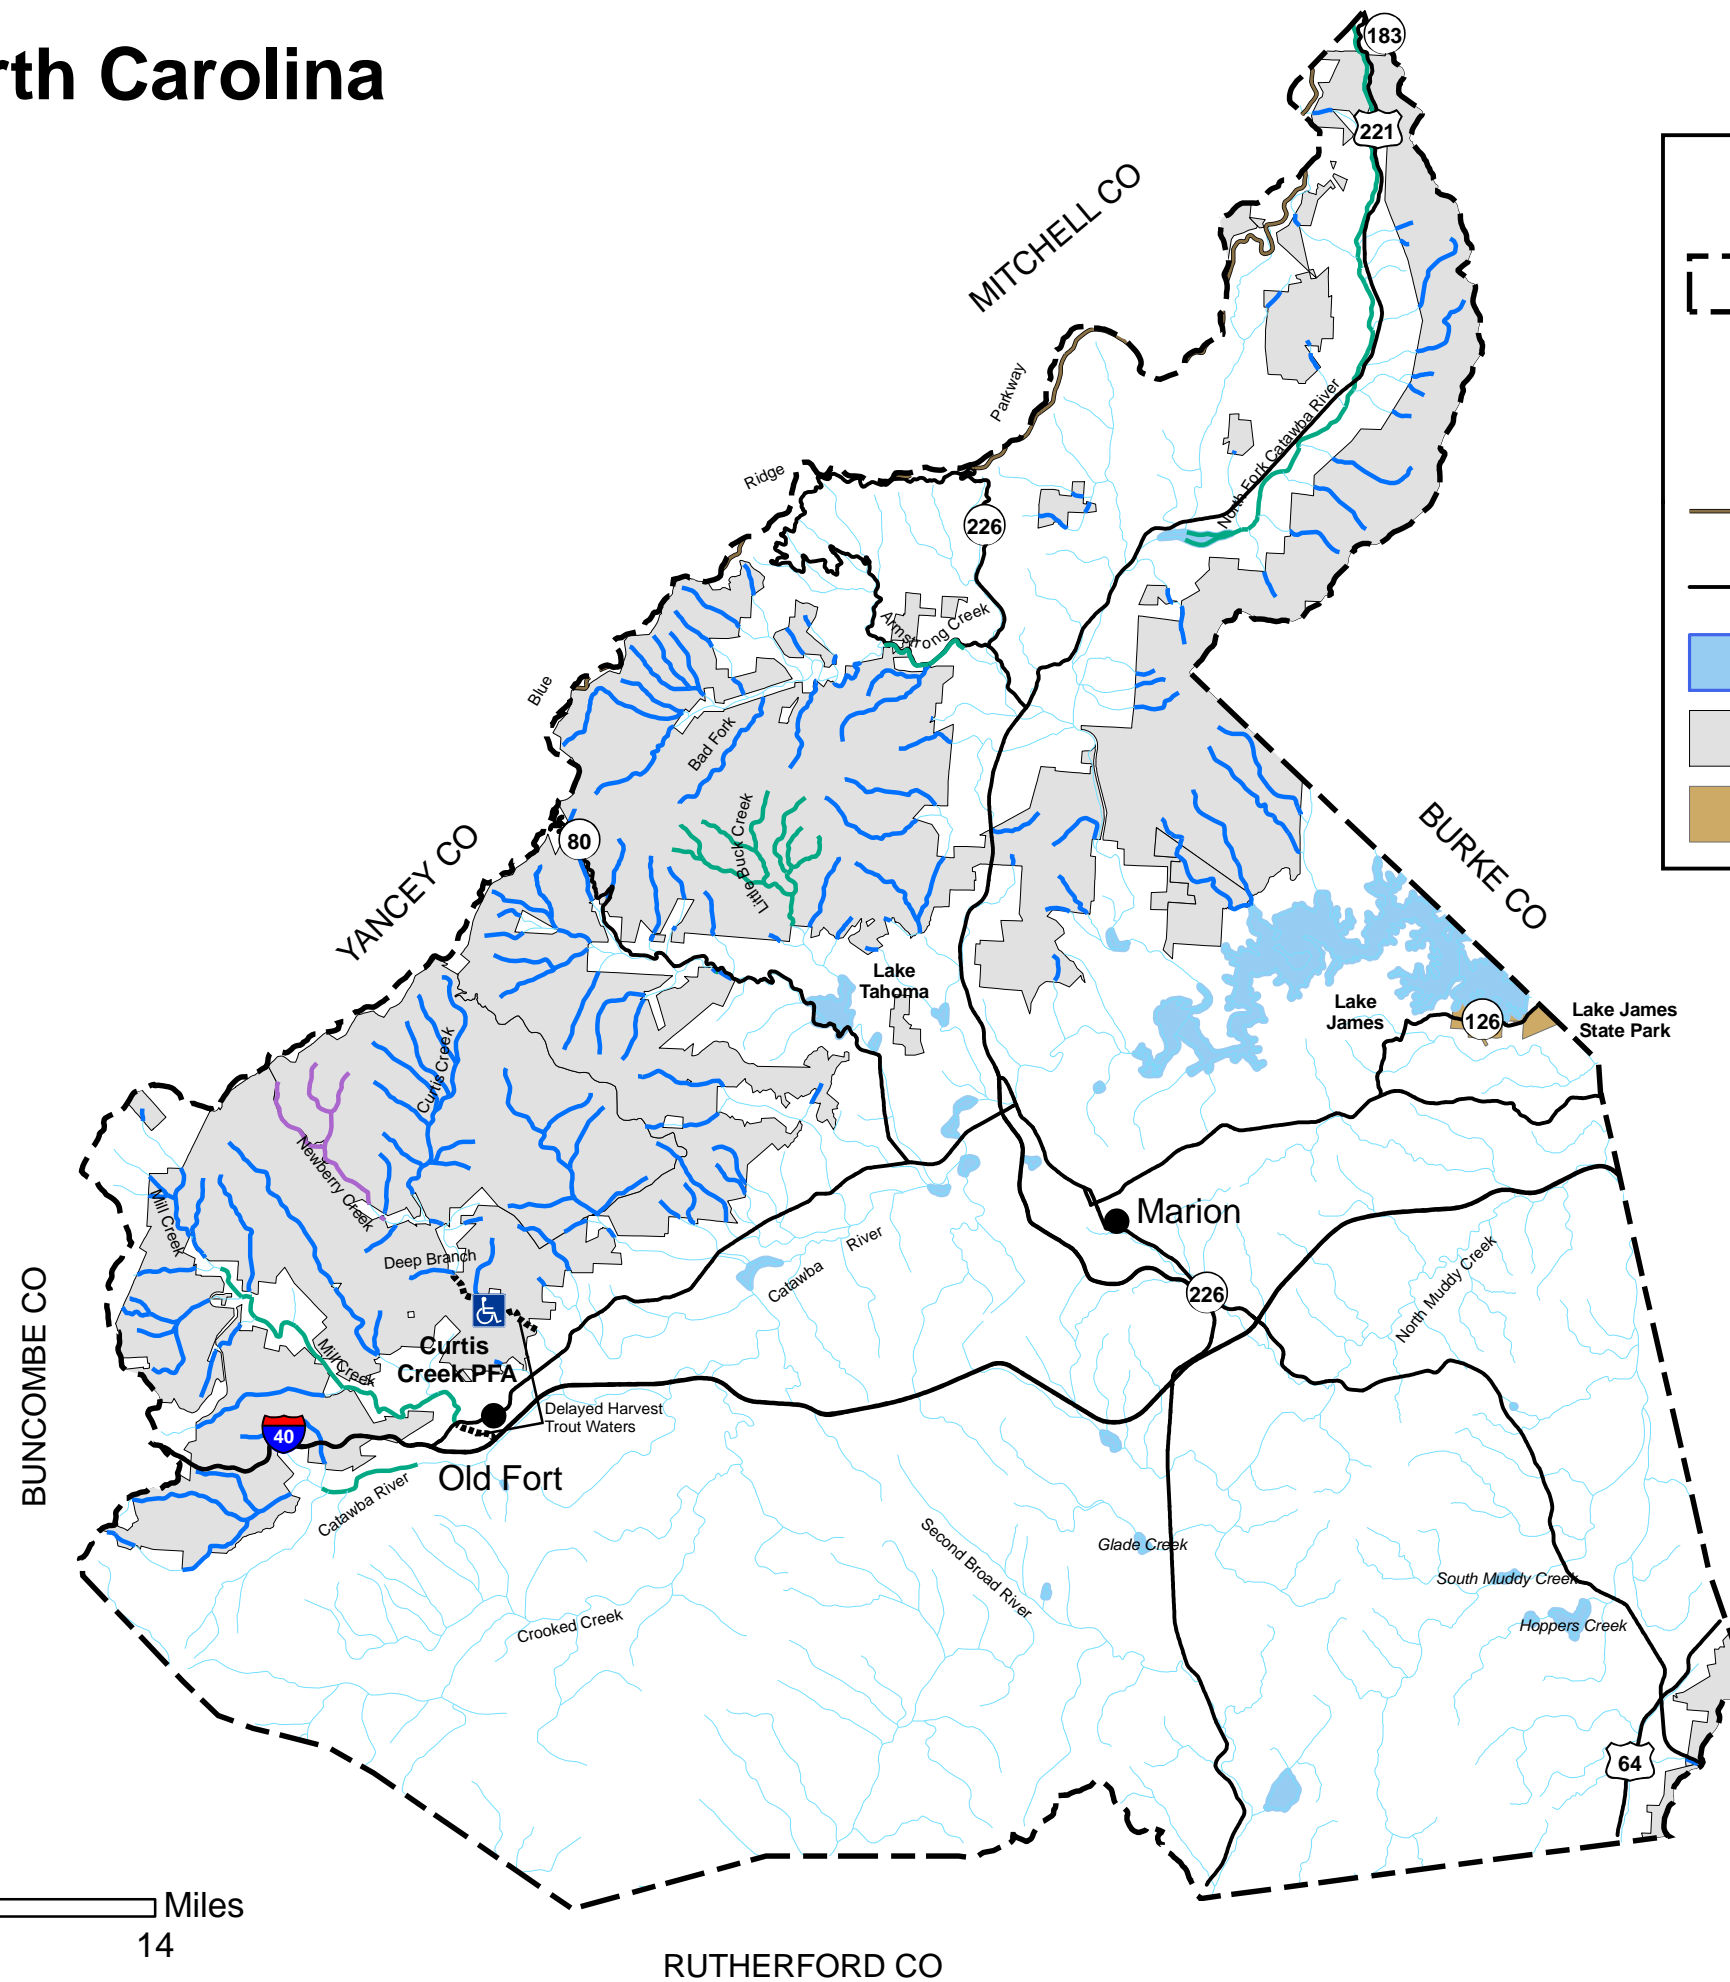 rth Carolina
183
221
MITCHELL CO
Parkway
North Fork Catawba River
Ridge
226
Armstrong Creek
Blue
Bad Fork
Little Buck Creek
80
YANCEY CO
BURKE CO
Lake
Tahoma
Lake
James
126
Lake James
State Park
Curtis Creek
Newberry Creek
Mill Creek
Deep Branch
Marion
Catawba River
226
North Muddy Creek
BUNCOMBE CO
Mill Creek
Curtis
Creek PFA
Delayed Harvest
Trout Waters
40
Old Fort
Catawba River
Second Broad River
Glade Creek
South Muddy Creek
Hoppers Creek
Crooked Creek
64
Miles
14
RUTHERFORD CO